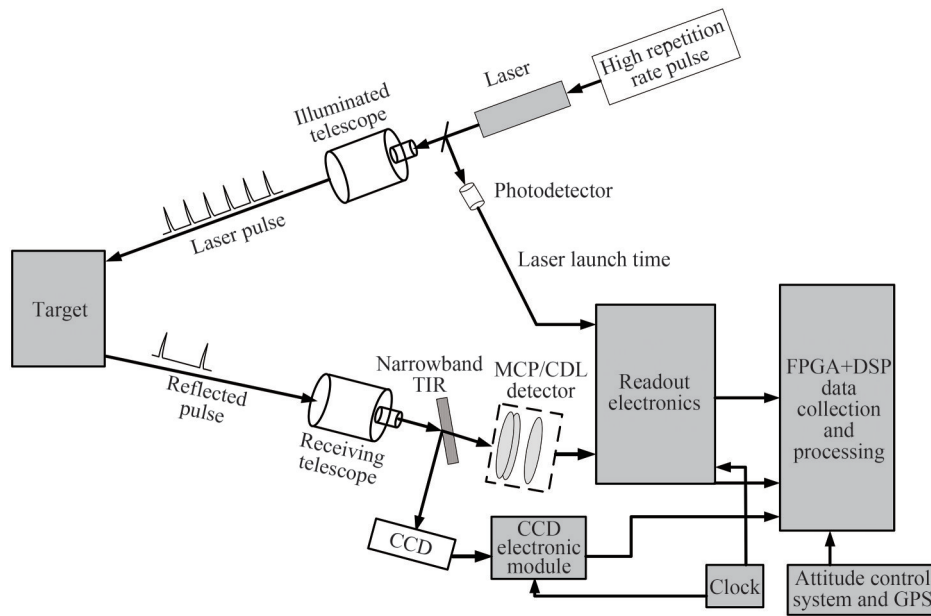 High repetition
rate pulse
Laser
Illuminated
telescope
Photodetector
Laser pulse
Laser launch time
Target
Reflected
pulse
Receiving
telescope
Narrowband
TIR
MCP/CDL
detector
Readout
electronics
FPGA+DSP
data
collection
and
processing
CCD
CCD
electronic
module
Clock
Attitude control
system and GPS